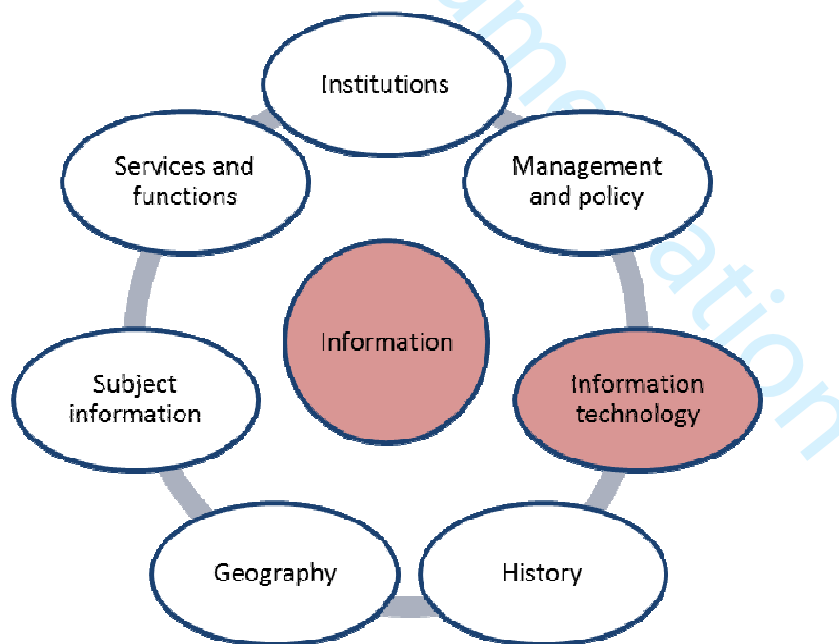 Institutions
Management
and policy
Information
technology
History
Geography
Subject
information
Services and
functions
Information